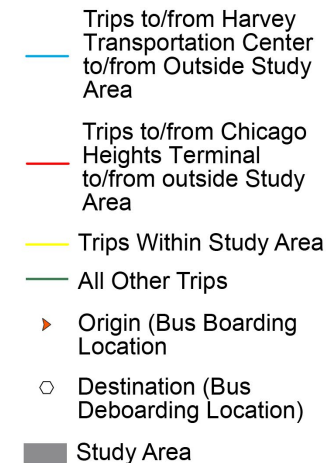 Trips to/from Harvey
Transportation Center
to/from Outside Study
Area
Trips to/from Chicago
Heights Terminal
to/from outside Study
Area
Trips Within Study Area
All Other Trips
Origin (Bus Boarding
Location
Destination (Bus
Deboarding Location)
Study Area